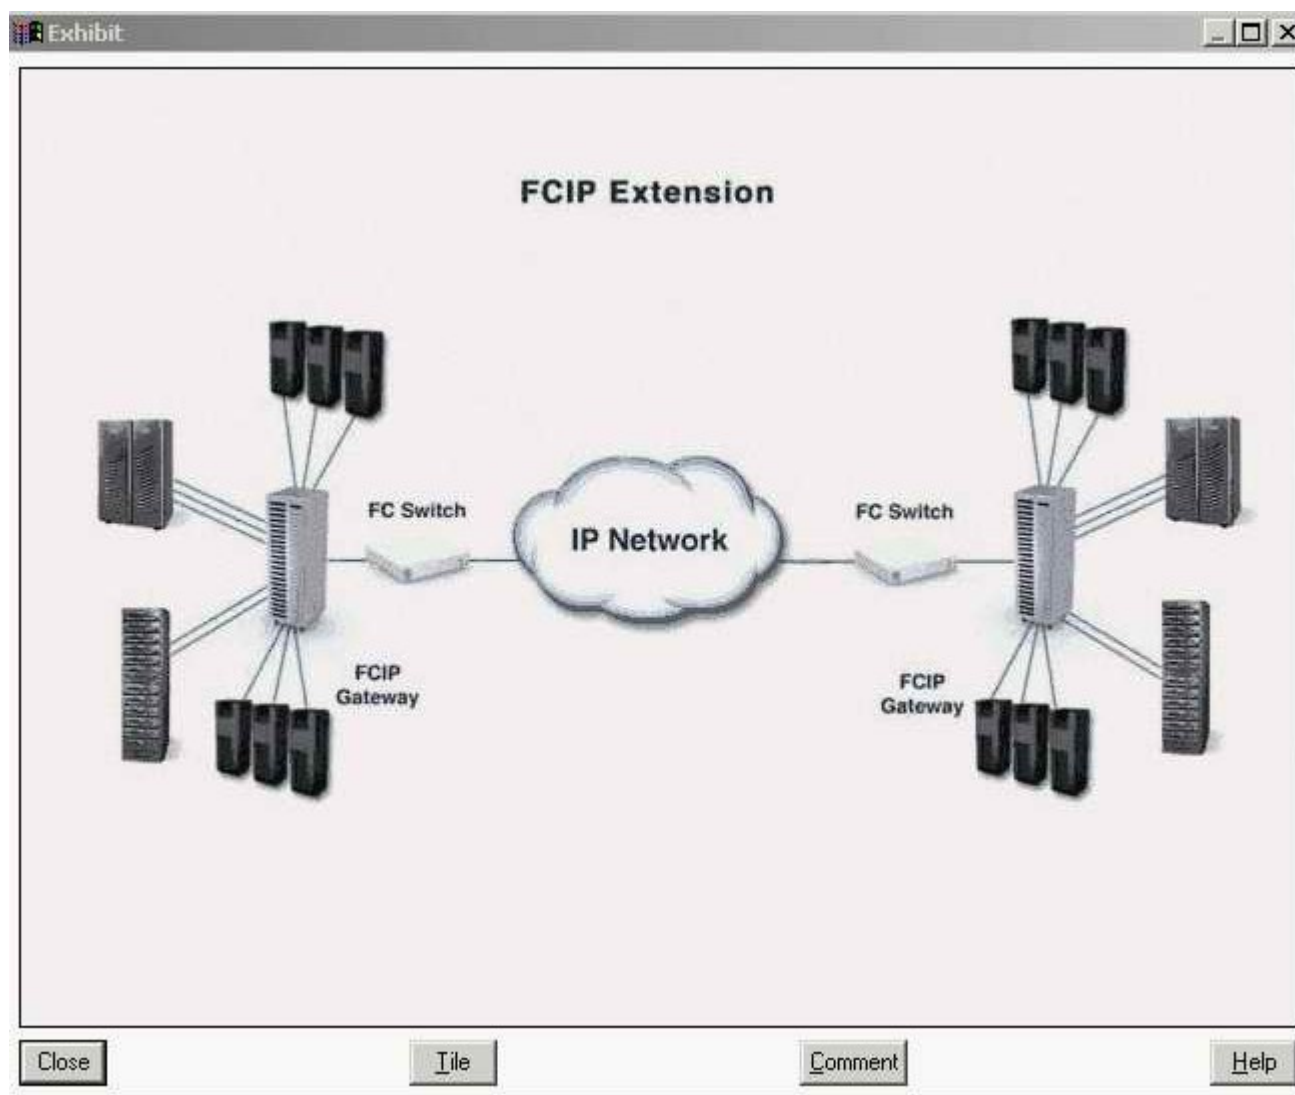 Exhibit
FCIP Extension
FC Switch
IP Network
FC Switch
FCIP
Gateway
FCIP
Gateway
Close
Tile
Comment
Help